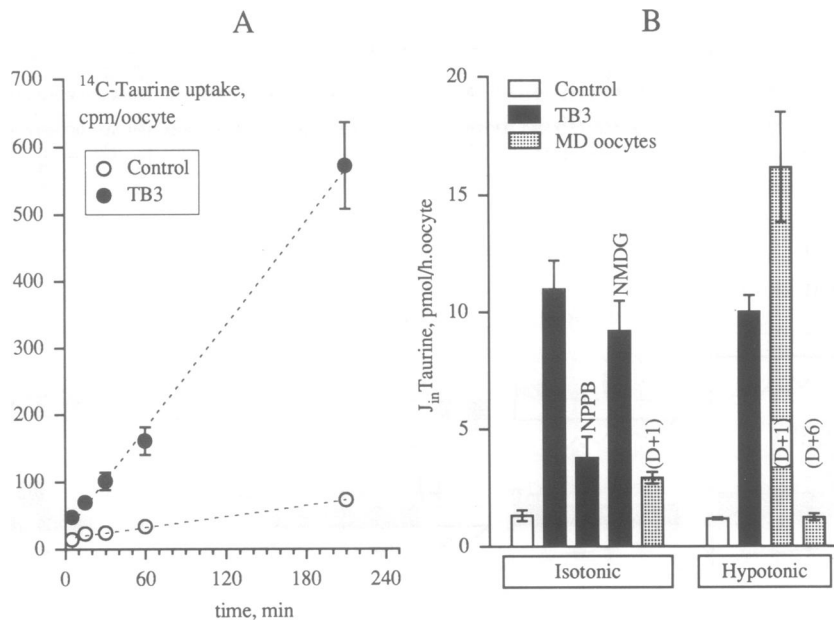 A
B
¹⁴C-Taurine uptake,
cpm/oocyte
Control
TB3
700
600
500
400
300
200
100
0
0
60
120
180
240
time, min
Control
TB3
MD oocytes
JinTaurine, pmol/h.oocyte
20
15
10
5
0
NPPB
NMDG
(D+1)
(D+1)
(D+6)
Isotonic
Hypotonic